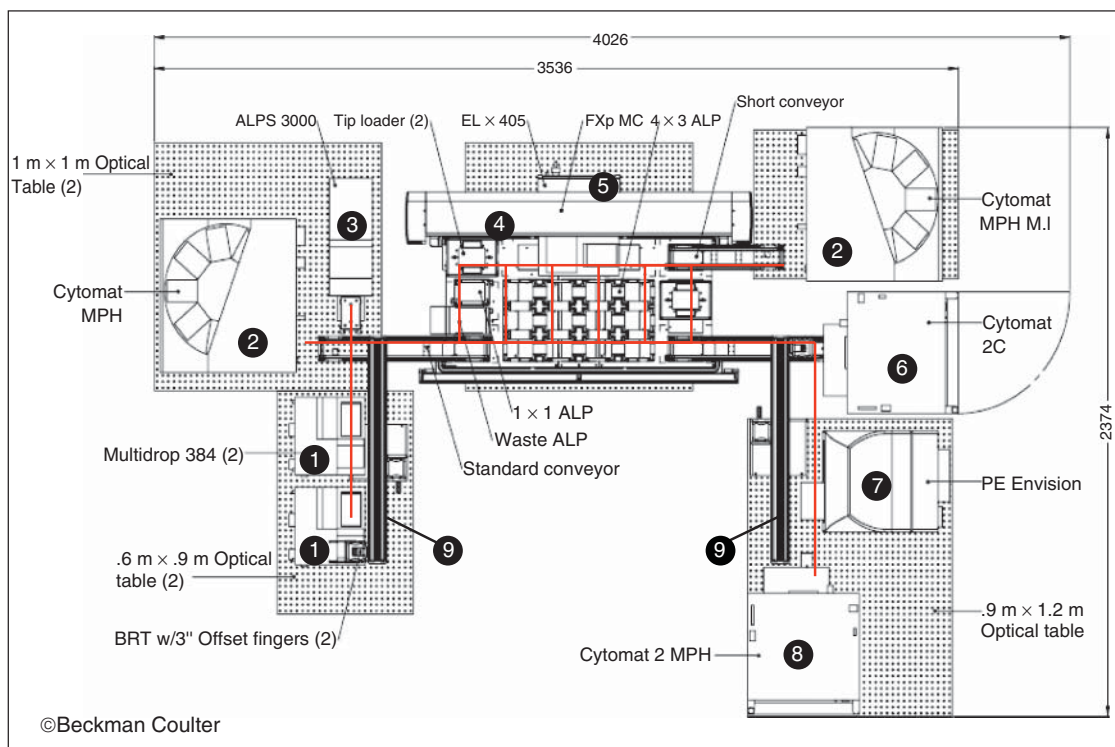 4026
3536
ALPS 3000
Tip loader (2)
EL × 405
FXp MC 4 × 3 ALP
Short conveyor
1 m × 1 m Optical
Table (2)
3
5
4
2
Cytomat
MPH M.I
Cytomat
MPH
2
6
Cytomat
2C
2374
1 × 1 ALP
Waste ALP
Standard conveyor
Multidrop 384 (2)
1
7
PE Envision
1
9
9
.6 m × .9 m Optical
table (2)
BRT w/3" Offset fingers (2)
.9 m × 1.2 m
Optical table
Cytomat 2 MPH
8
©Beckman Coulter